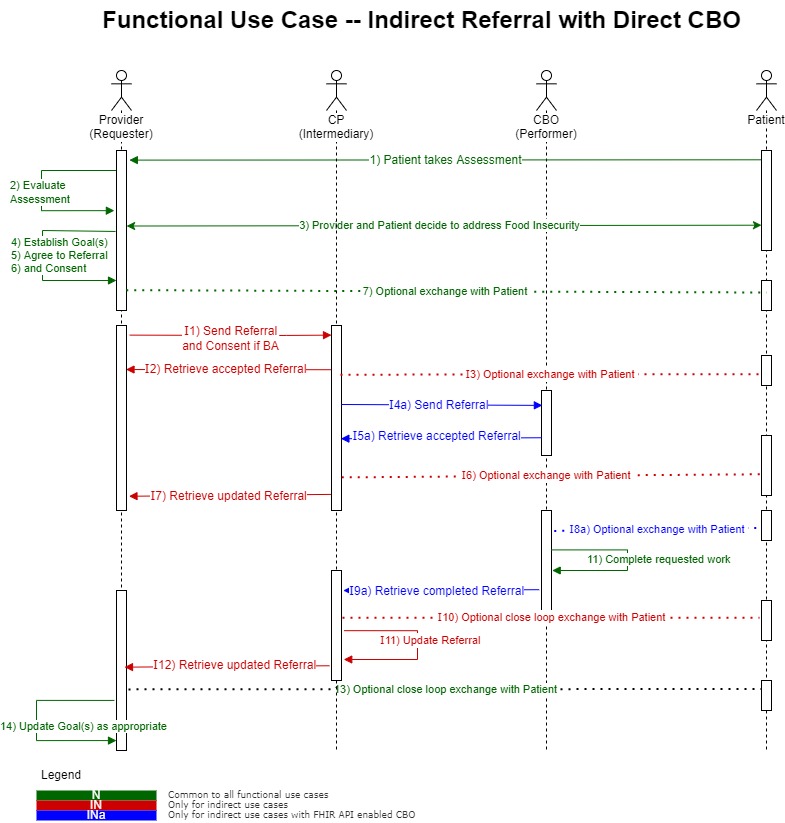 Functional Use Case -- Indirect Referral with Direct CBO
Provider
(Requester)
CP
(Intermediary)
CBO
(Performer)
Patient
1) Patient takes Assessment
2) Evaluate
Assessment
3) Provider and Patient decide to address Food Insecurity
4) Establish Goal(s)
5) Agree to Referral
6) and Consent
7) Optional exchange with Patient
I1) Send Referral
and Consent if BA
I2) Retrieve accepted Referral
I3) Optional exchange with Patient
I4a) Send Referral
I5a) Retrieve accepted Referral
I6) Optional exchange with Patient
I7) Retrieve updated Referral
I8a) Optional exchange with Patient
11) Complete requested work
I9a) Retrieve completed Referral
I10) Optional close loop exchange with Patient
I11) Update Referral
I12) Retrieve updated Referral
13) Optional close loop exchange with Patient
14) Update Goal(s) as appropriate
Legend
N Common to all functional use cases
IN Only for indirect use cases
INa Only for indirect use cases with FHIR API enabled CBO